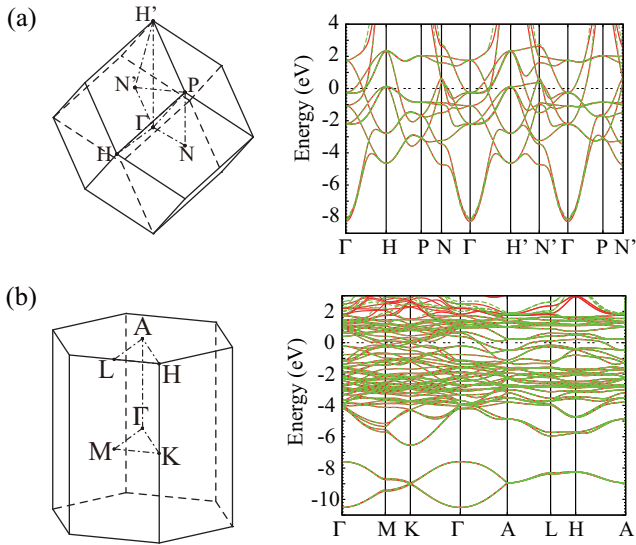 (a)
H'
N'
P
Γ
H
N
Energy (eV)
4
2
0
-2
-4
-6
-8
Γ H P N Γ H' N' Γ P N'
(b)
A
L
H
Γ
M
K
Energy (eV)
2
0
-2
-4
-6
-8
-10
Γ M K Γ A L H A